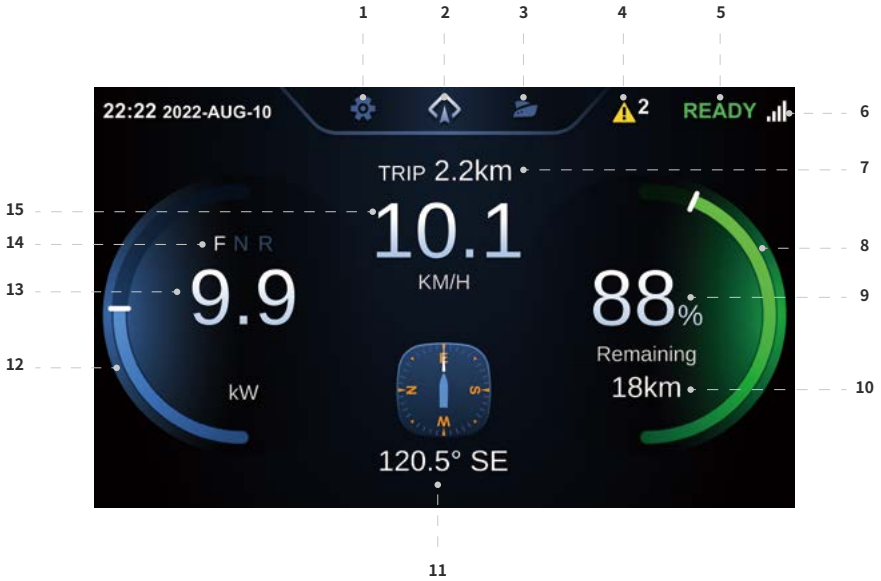 1 2 3 4 5
22:22 2022-AUG-10
2 READY
6
TRIP 2.2km
7
15
10.1
KM/H
14
F N R
8
13
9.9
88%
9
Remaining
12
kW
18km
10
E
N S
W
120.5° SE
11